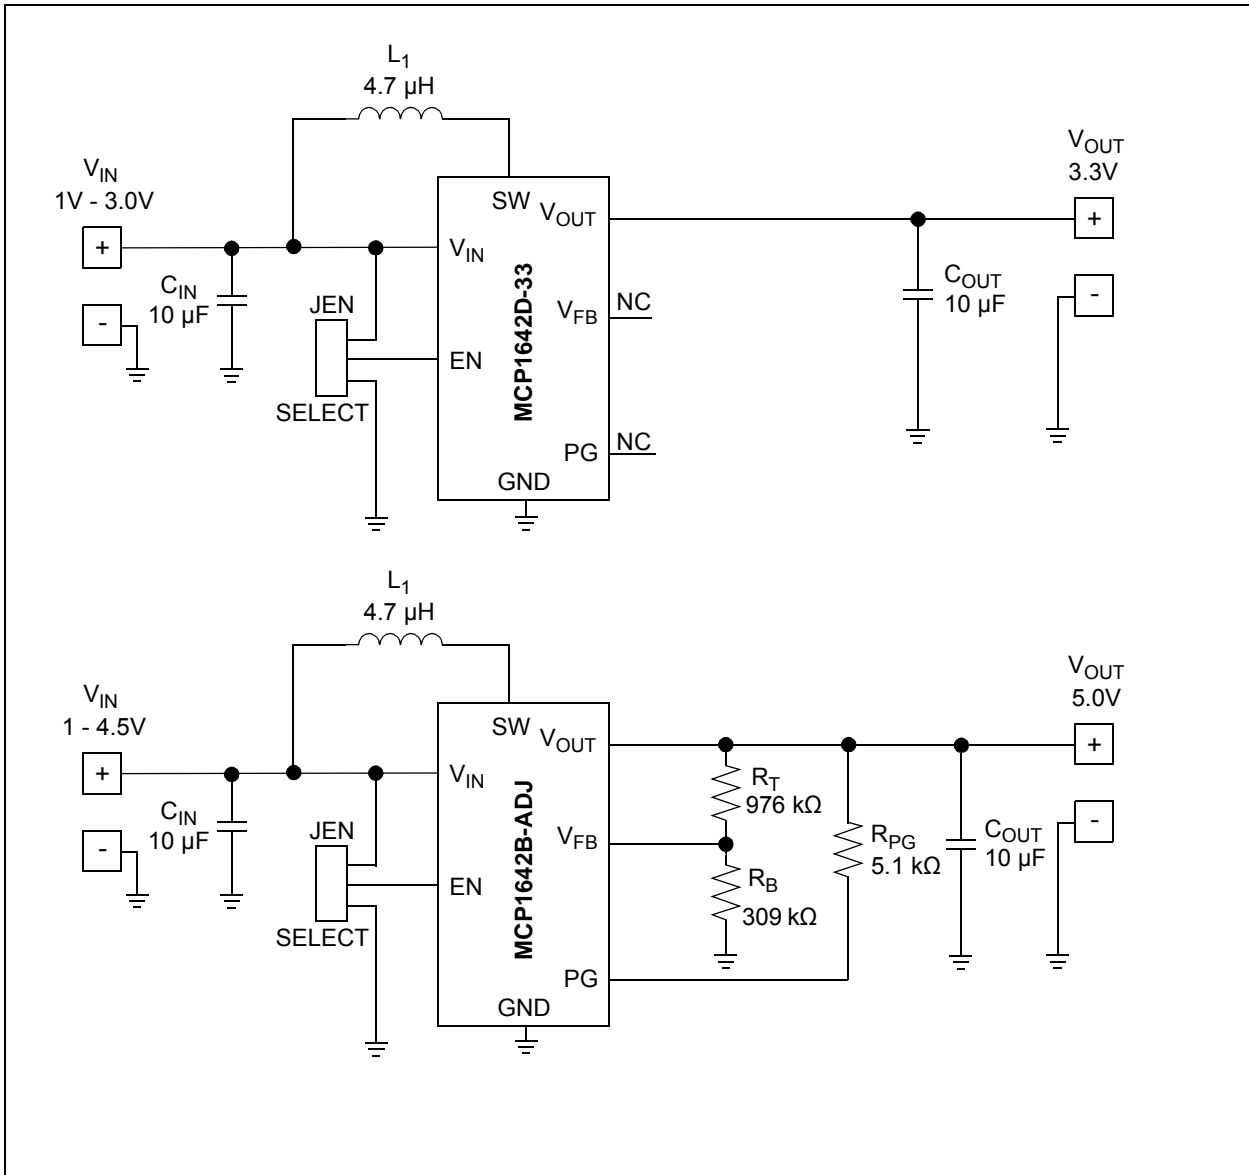 L1
4.7 µH
VIN
1V - 3.0V
VOUT
3.3V
SW
VOUT
+
+
VIN
CIN
10 µF
JEN
MCP1642D-33
VFB
NC
COUT
10 µF
-
-
EN
SELECT
PG
NC
GND
L1
4.7 µH
VIN
1 - 4.5V
VOUT
5.0V
SW
VOUT
+
+
VIN
RT
976 kΩ
CIN
10 µF
JEN
MCP1642B-ADJ
VFB
RPG
5.1 kΩ
COUT
10 µF
-
-
EN
RB
309 kΩ
SELECT
PG
GND